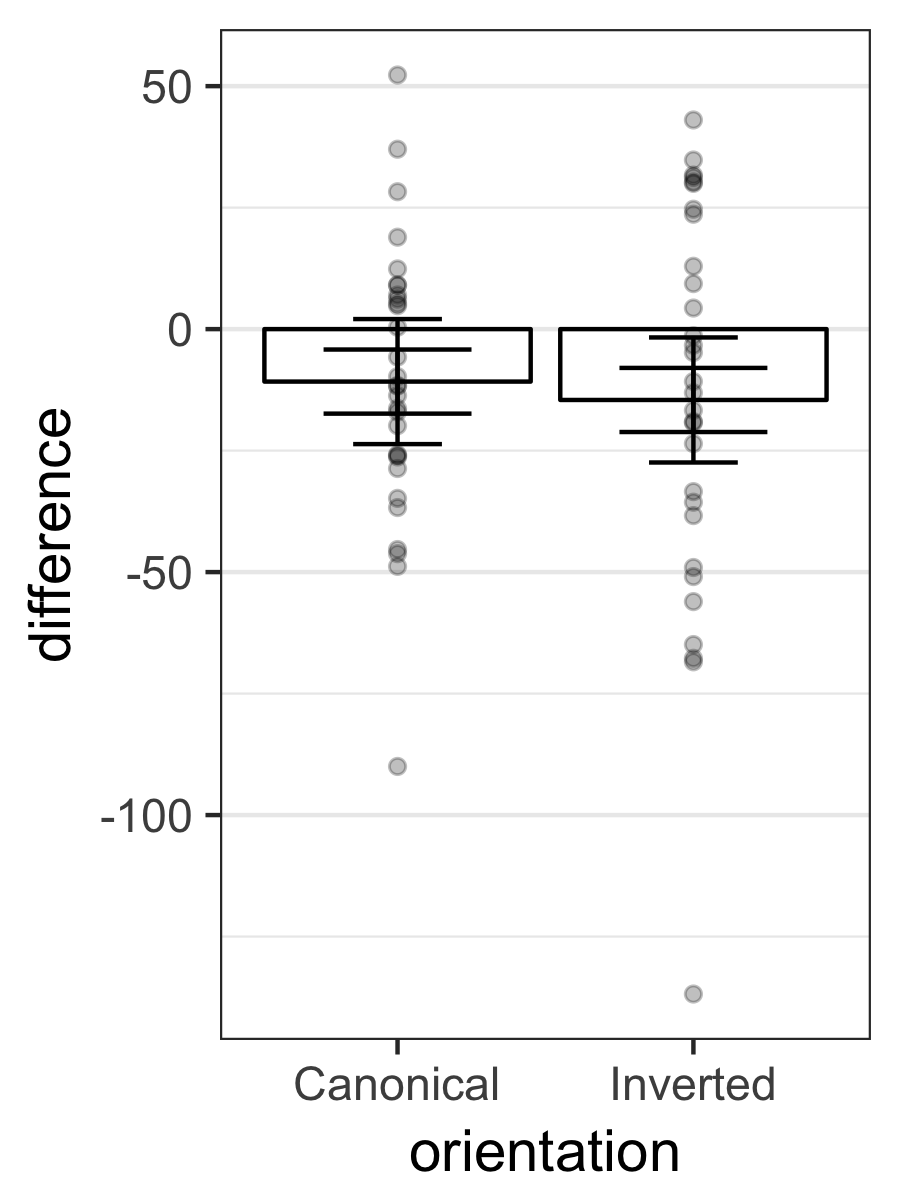 50
0
-50
-100
difference
Canonical
Inverted
orientation